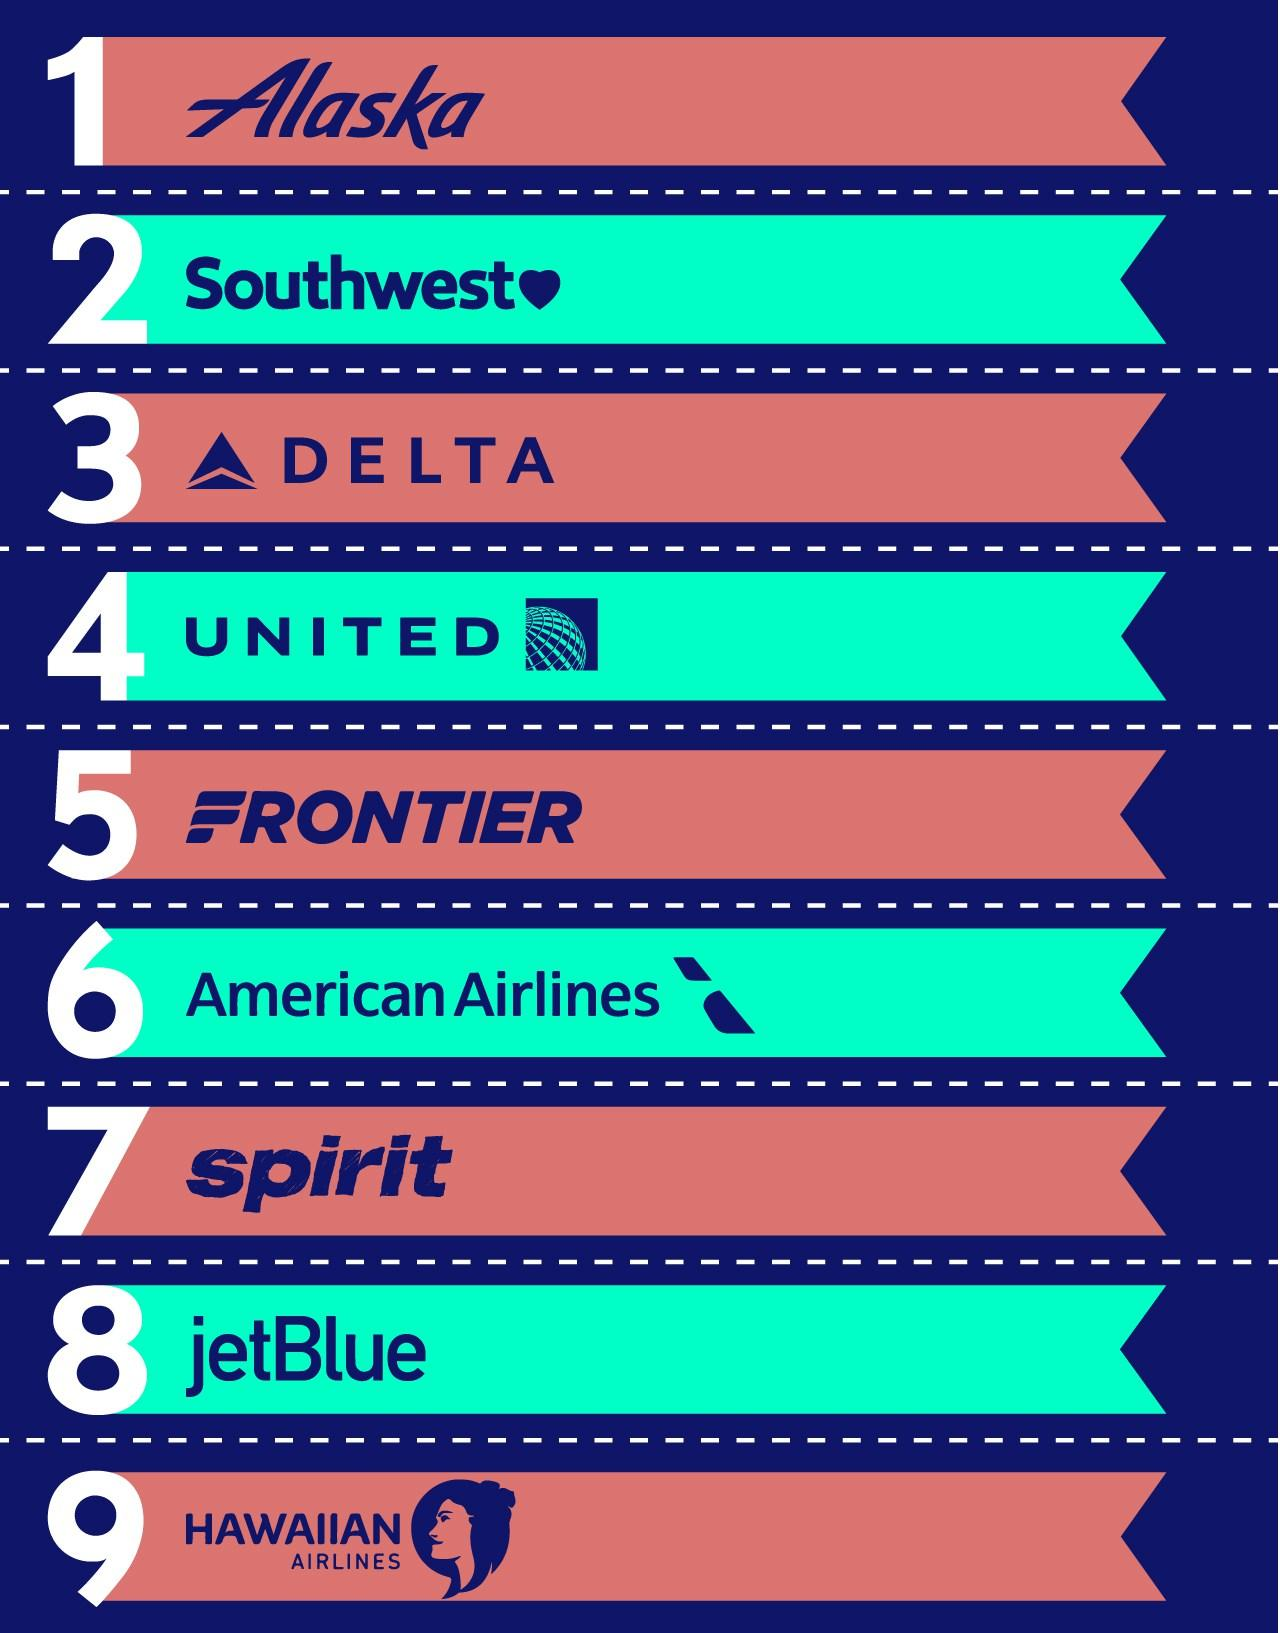 1
Alaska
2
Southwest
3
DELTA
4
UNITED
5
FRONTIER
6
American Airlines
7
spirit
8
jetBlue
9
HAWAIIAN
AIRLINES